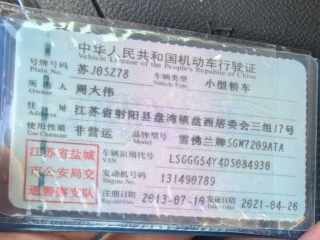 中华人民共和国机动车行驶证
Vehicle License of the People's Republic of China
号牌号码 苏J0SZ78 车辆类型 小型轿车
Plate No. Vehicle Type
所有人 周大伟
住址 江苏省射阳县盘湾镇盘西居委会三组17号
使用性质 非营运 品牌型号 雪佛兰牌SGM7209ATA
江苏省盐城 车辆识别代号 LSGGG54Y4DS084930
市公安局交 发动机号码 131490789
通警察支队 注册日期 2013-07-10 发证日期 2021-04-26